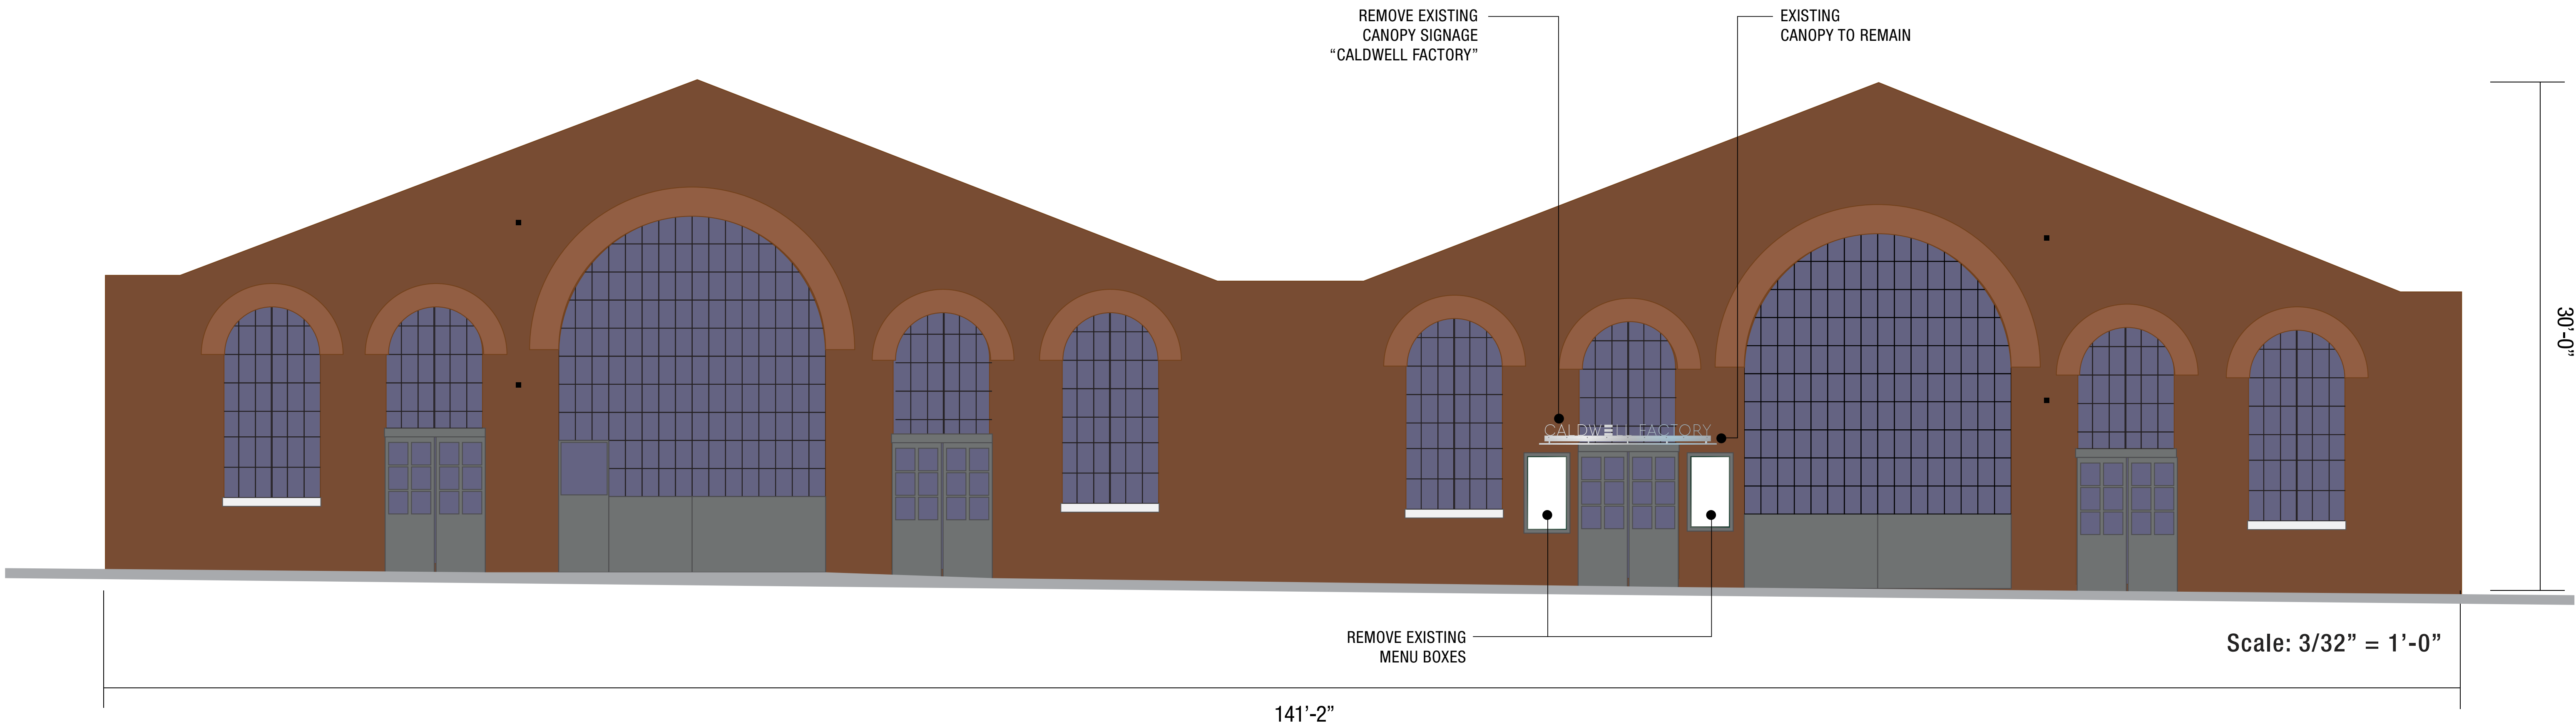 REMOVE EXISTING
CANOPY SIGNAGE
“CALDWELL FACTORY”
EXISTING
CANOPY TO REMAIN
30’-0”
CALDWELL FACTORY
REMOVE EXISTING
MENU BOXES
Scale: 3/32” = 1’-0”
141’-2”